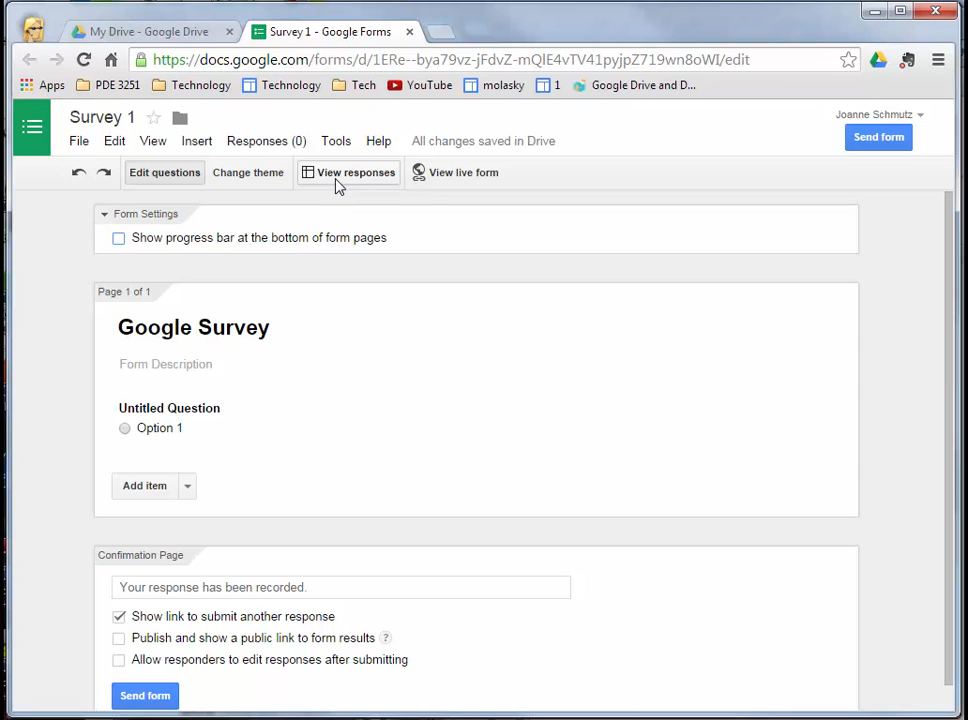 My Drive - Google Drive
Survey 1 - Google Forms
https://docs.google.com/forms/d/1ERe--bya79vz-jFdvZ-mQlE4vTV41pyjpZ719wn8oWI/edit
Apps PDE 3251 Technology Technology Tech YouTube molasky 1 Google Drive and D...
Survey 1
Joanne Schmutz
File Edit View Insert Responses (0) Tools Help All changes saved in Drive
Send form
Edit questions Change theme View responses View live form
Form Settings
Show progress bar at the bottom of form pages
Page 1 of 1
Google Survey
Form Description
Untitled Question
Option 1
Add item
Confirmation Page
Your response has been recorded.
Show link to submit another response
Publish and show a public link to form results ?
Allow responders to edit responses after submitting
Send form